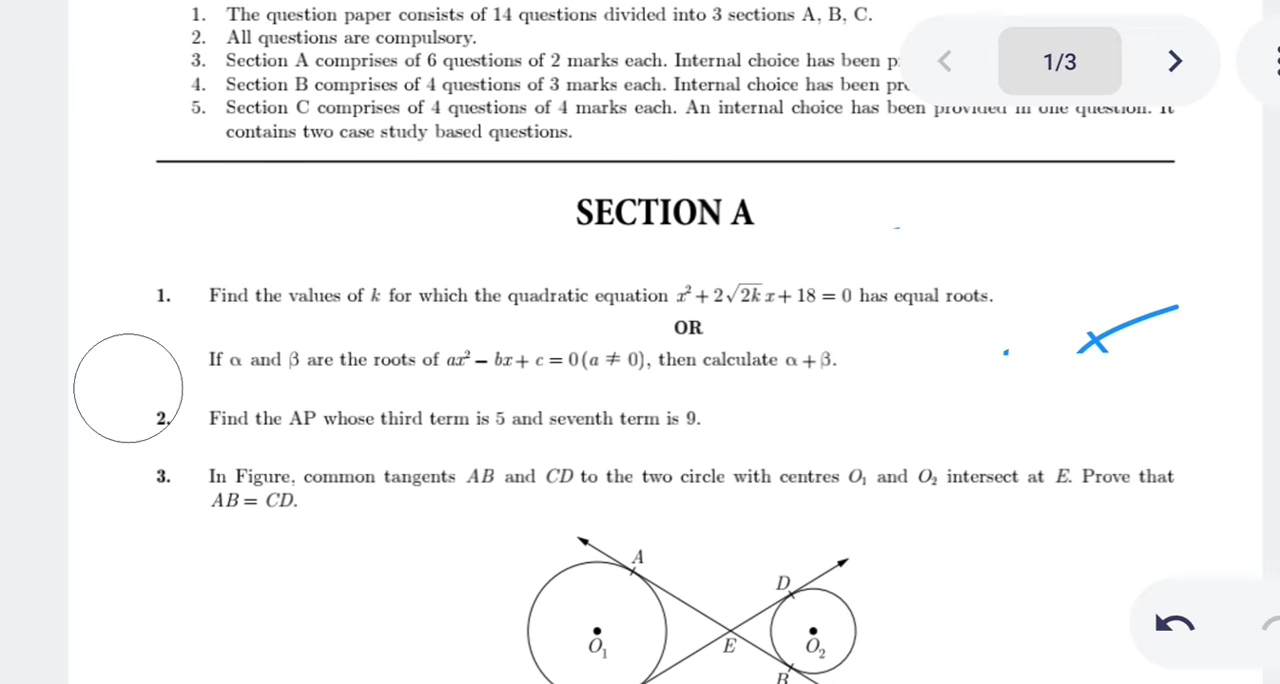 1. The question paper consists of 14 questions divided into 3 sections A, B, C.
2. All questions are compulsory.
3. Section A comprises of 6 questions of 2 marks each. Internal choice has been
4. Section B comprises of 4 questions of 3 marks each. Internal choice has been
5. Section C comprises of 4 questions of 4 marks each. An internal choice has been provided in one question. It
contains two case study based questions.
1/3
SECTION A
1. Find the values of k for which the quadratic equation x² + 2√2k x + 18 = 0 has equal roots.
OR
If α and β are the roots of ax² − bx + c = 0 (a ≠ 0), then calculate α + β.
2. Find the AP whose third term is 5 and seventh term is 9.
3. In Figure, common tangents AB and CD to the two circle with centres O₁ and O₂ intersect at E. Prove that
AB = CD.
A
D
O₁
E
O₂
B